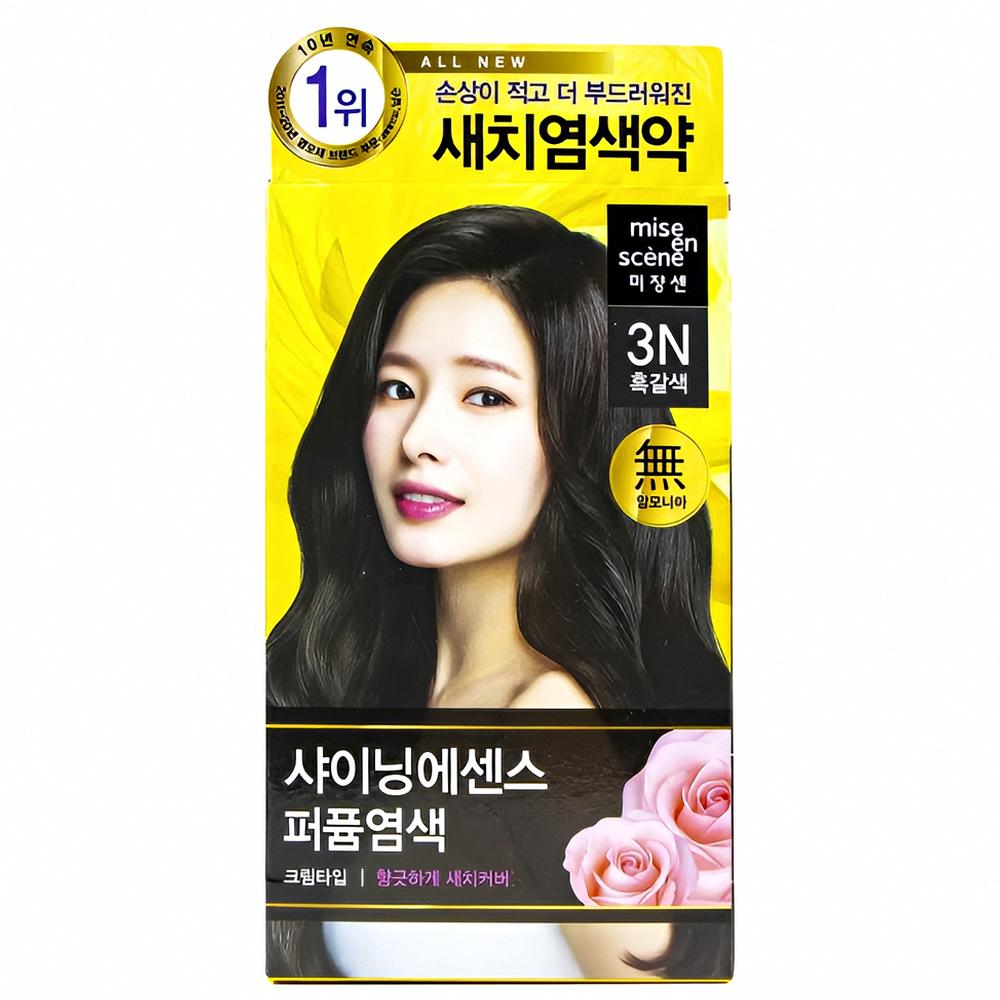 10년 연속
1위
ALL NEW
손상이 적고 더 부드러워진
새치염색약
mise
en
scène
미쟝센
3N
흑갈색
無
암모니아
샤이닝에센스
퍼퓸염색
크림타입 | 향긋하게 새치커버